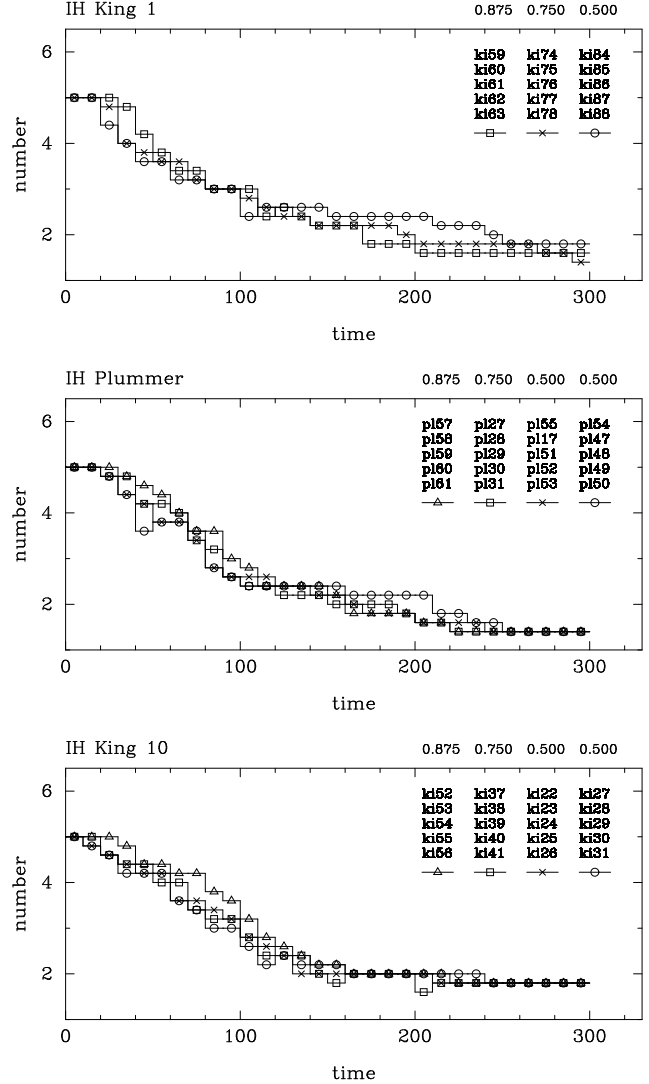 IH King 1 0.875 0.750 0.500
ki59 ki74 ki84
ki60 ki75 ki85
ki61 ki76 ki86
ki62 ki77 ki87
ki63 ki78 ki88
number
6
4
2
0 100 200 300
time
IH Plummer 0.875 0.750 0.500 0.500
pl57 pl27 pl55 pl54
pl58 pl28 pl17 pl47
pl59 pl29 pl51 pl48
pl60 pl30 pl52 pl49
pl61 pl31 pl53 pl50
number
6
4
2
0 100 200 300
time
IH King 10 0.875 0.750 0.500 0.500
ki52 ki37 ki22 ki27
ki53 ki38 ki23 ki28
ki54 ki39 ki24 ki29
ki55 ki40 ki25 ki30
ki56 ki41 ki26 ki31
number
6
4
2
0 100 200 300
time